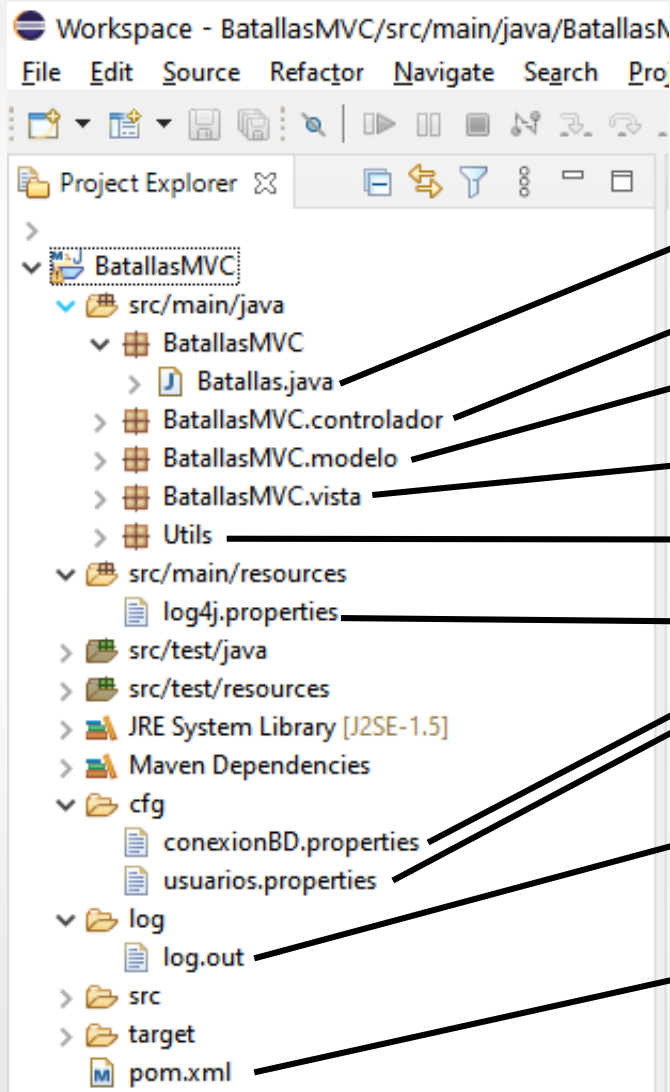 Workspace - BatallasMVC/src/main/java/Batallas
File Edit Source Refactor Navigate Search
Project Explorer
BatallasMVC
src/main/java
BatallasMVC
Batallas.java
BatallasMVC.controlador
BatallasMVC.modelo
BatallasMVC.vista
Utils
src/main/resources
log4j.properties
src/test/java
src/test/resources
JRE System Library [J2SE-1.5]
Maven Dependencies
cfg
conexionBD.properties
usuarios.properties
log
log.out
src
target
pom.xml